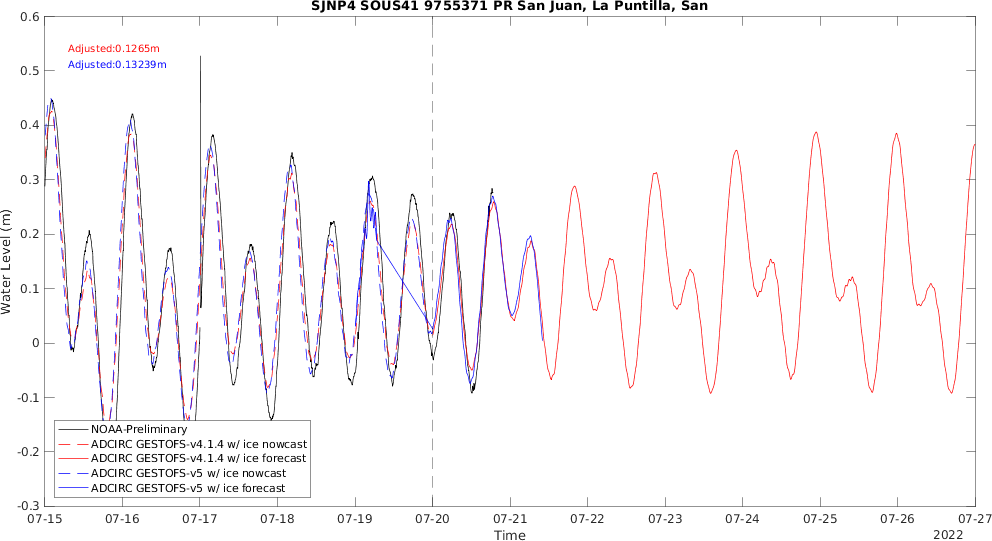 SJNP4 SOUS41 9755371 PR San Juan, La Puntilla, San
Adjusted:0.1265m
Adjusted:0.13239m
0.6
0.5
0.4
0.3
0.2
0.1
0
-0.1
-0.2
-0.3
Water Level (m)
NOAA-Preliminary
ADCIRC GESTOFS-v4.1.4 w/ ice nowcast
ADCIRC GESTOFS-v4.1.4 w/ ice forecast
ADCIRC GESTOFS-v5 w/ ice nowcast
ADCIRC GESTOFS-v5 w/ ice forecast
07-15 07-16 07-17 07-18 07-19 07-20 07-21 07-22 07-23 07-24 07-25 07-26 07-27
Time
2022